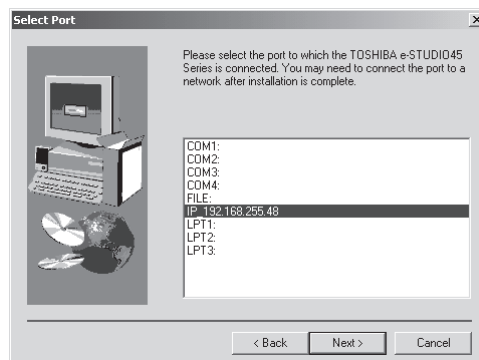 Select Port
Please select the port to which the TOSHIBA e-STUDIO45
Series is connected. You may need to connect the port to a
network after installation is complete.
COM1:
COM2:
COM3:
COM4:
FILE:
IP_192.168.255.48
LPT1:
LPT2:
LPT3:
< Back
Next >
Cancel